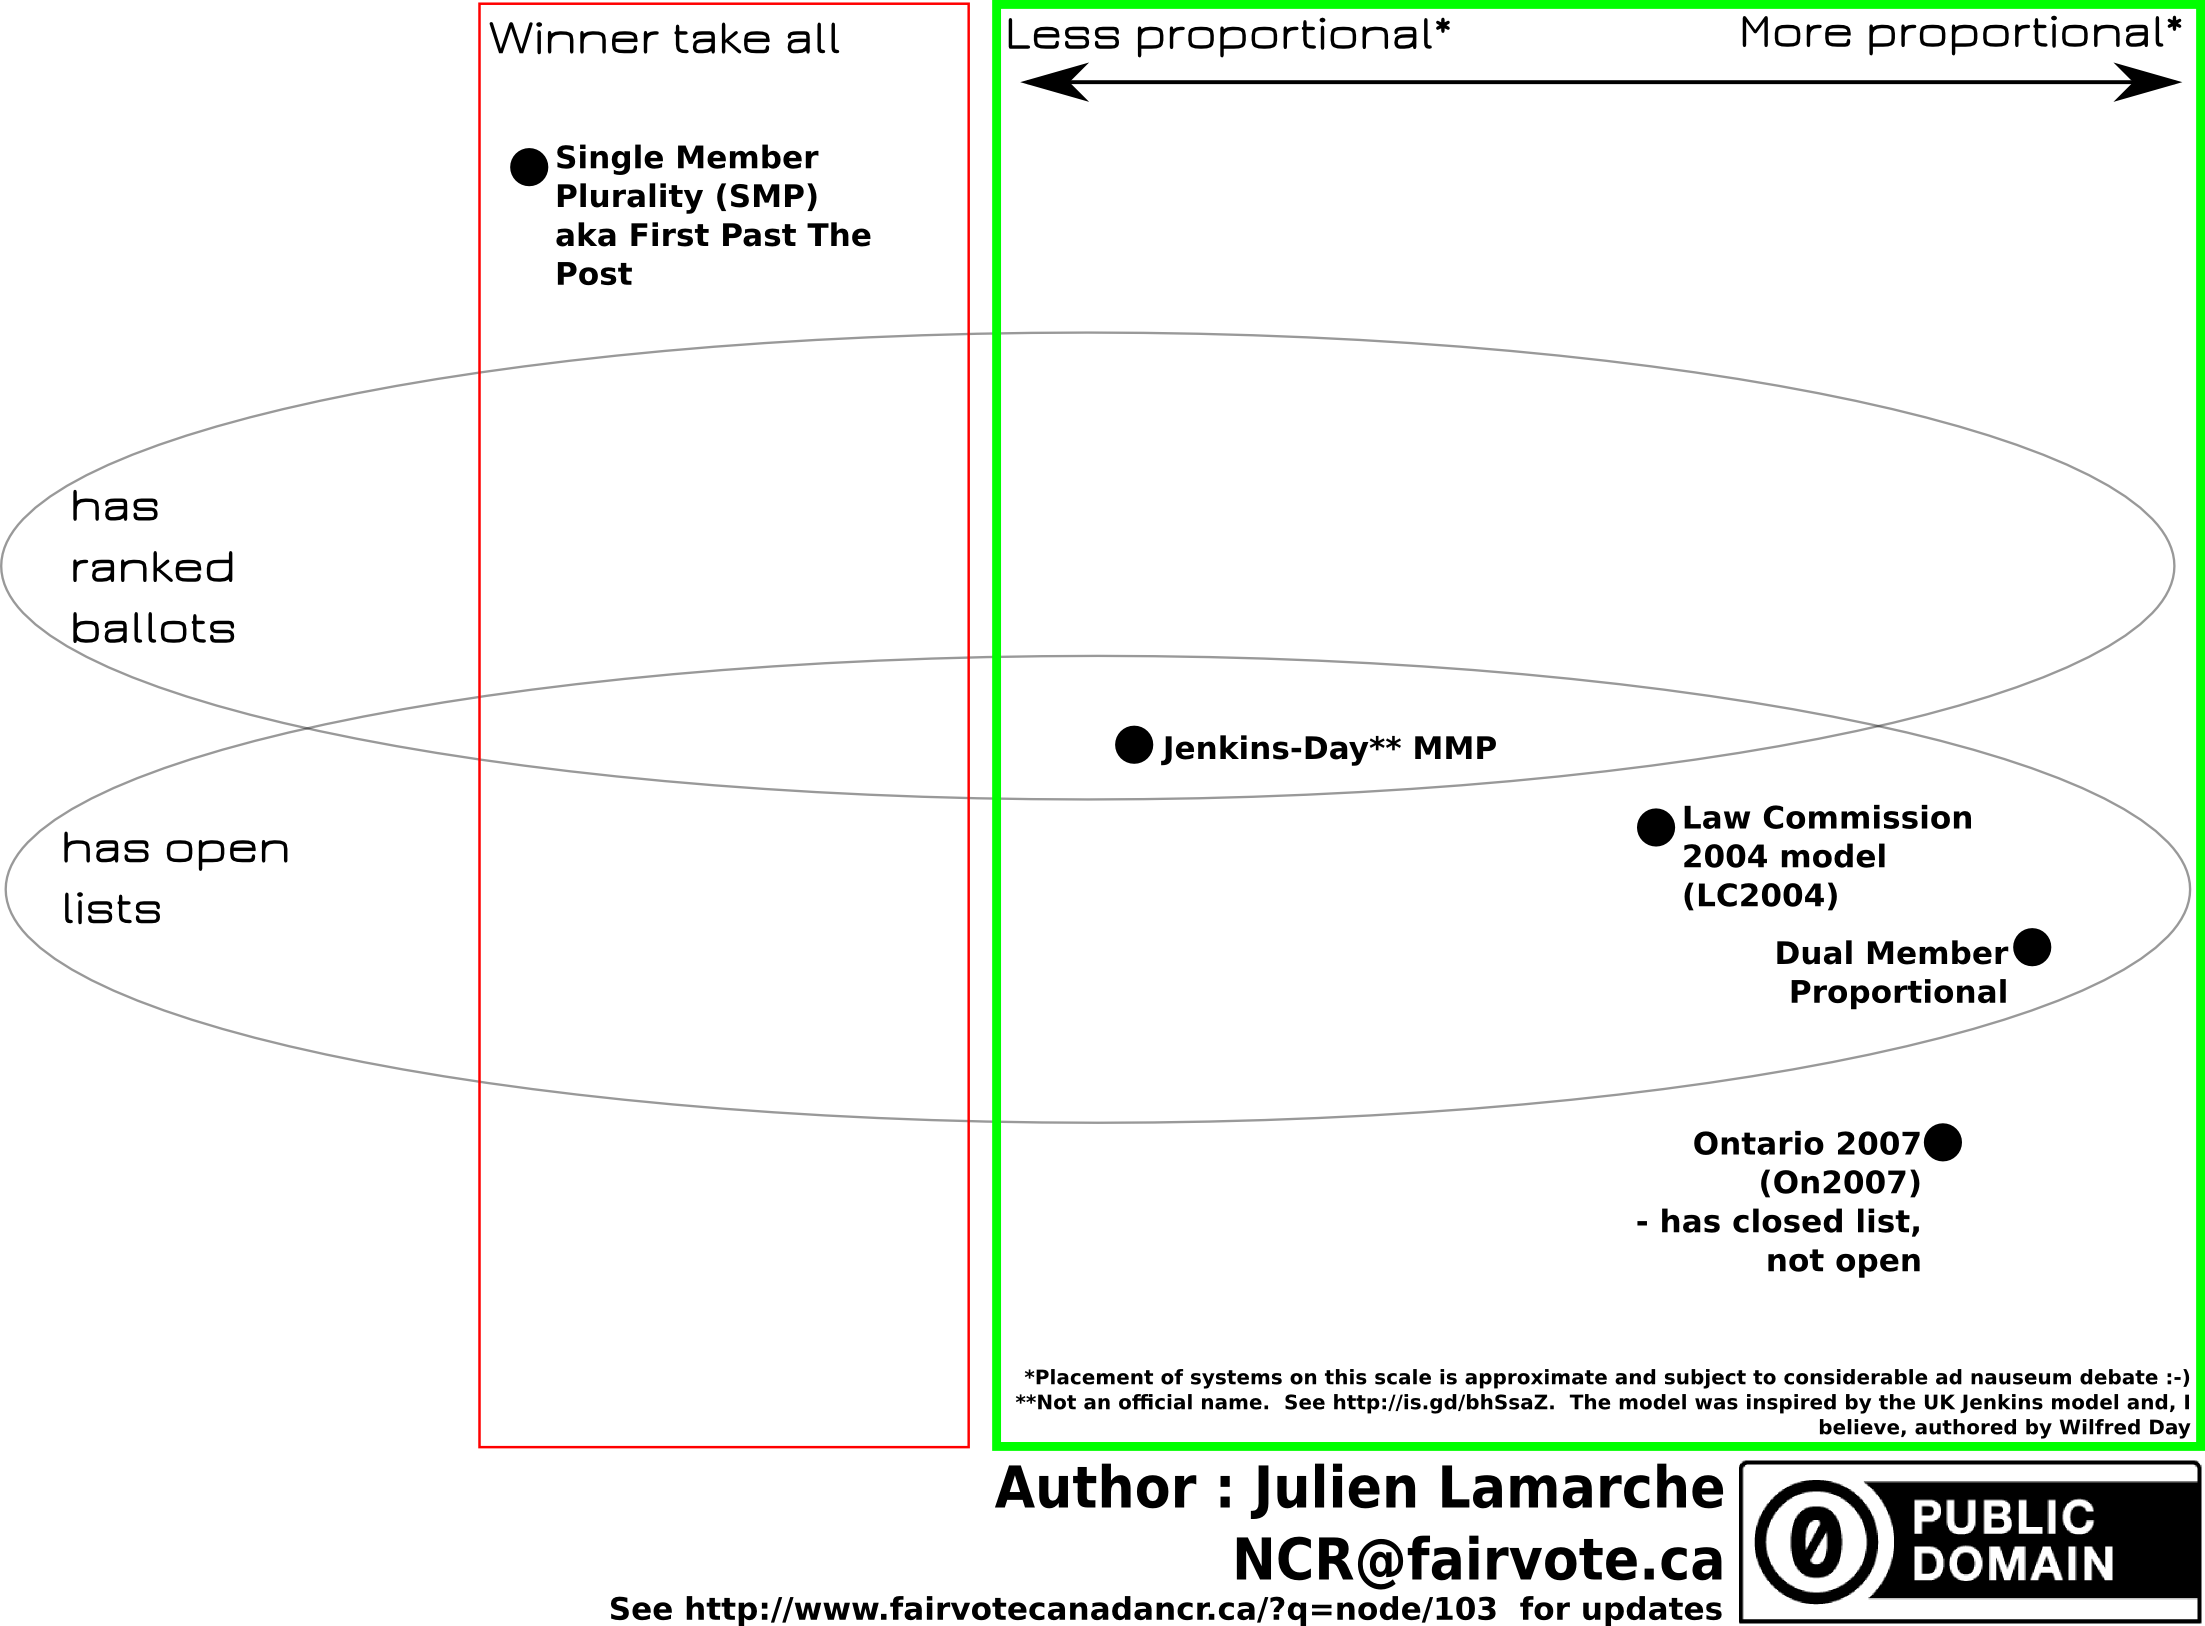 Winner take all
Less proportional*
More proportional*
Single Member
Plurality (SMP)
aka First Past The
Post
has
ranked
ballots
Jenkins-Day** MMP
has open
lists
Law Commission
2004 model
(LC2004)
Dual Member
Proportional
Ontario 2007
(On2007)
- has closed list,
not open
*Placement of systems on this scale is approximate and subject to considerable ad nauseum debate :-)
**Not an official name.  See http://is.gd/bhSsaZ.  The model was inspired by the UK Jenkins model and, I
believe, authored by Wilfred Day
Author : Julien Lamarche
NCR@fairvote.ca
See http://www.fairvotecanadancr.ca/?q=node/103  for updates
PUBLIC
DOMAIN